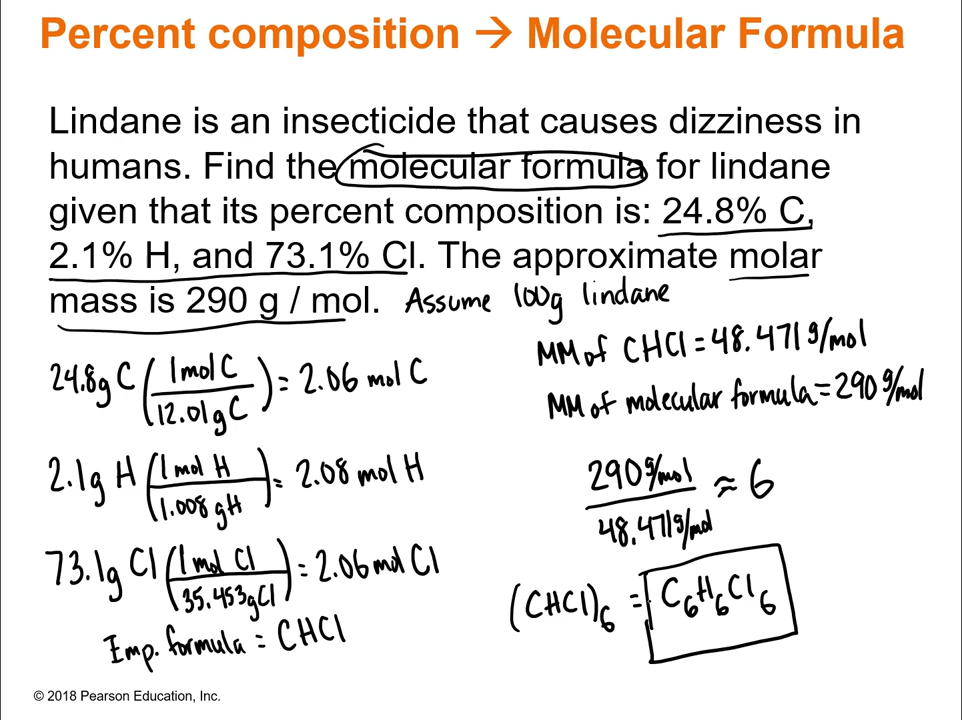 Percent composition → Molecular Formula
Lindane is an insecticide that causes dizziness in
humans. Find the molecular formula for lindane
given that its percent composition is: 24.8% C,
2.1% H, and 73.1% Cl. The approximate molar
mass is 290 g / mol. Assume 100g lindane
24.8g C (1 mol C / 12.01g C) = 2.06 mol C
2.1g H (1 mol H / 1.008 gH) = 2.08 mol H
73.1g Cl (1 mol Cl / 35.453gCl) = 2.06 mol Cl
Emp. formula = CHCl
MM of CHCl = 48.471 g/mol
MM of molecular formula = 290 g/mol
290 g/mol / 48.471 g/mol ≈ 6
(CHCl)₆ = C₆H₆Cl₆
© 2018 Pearson Education, Inc.